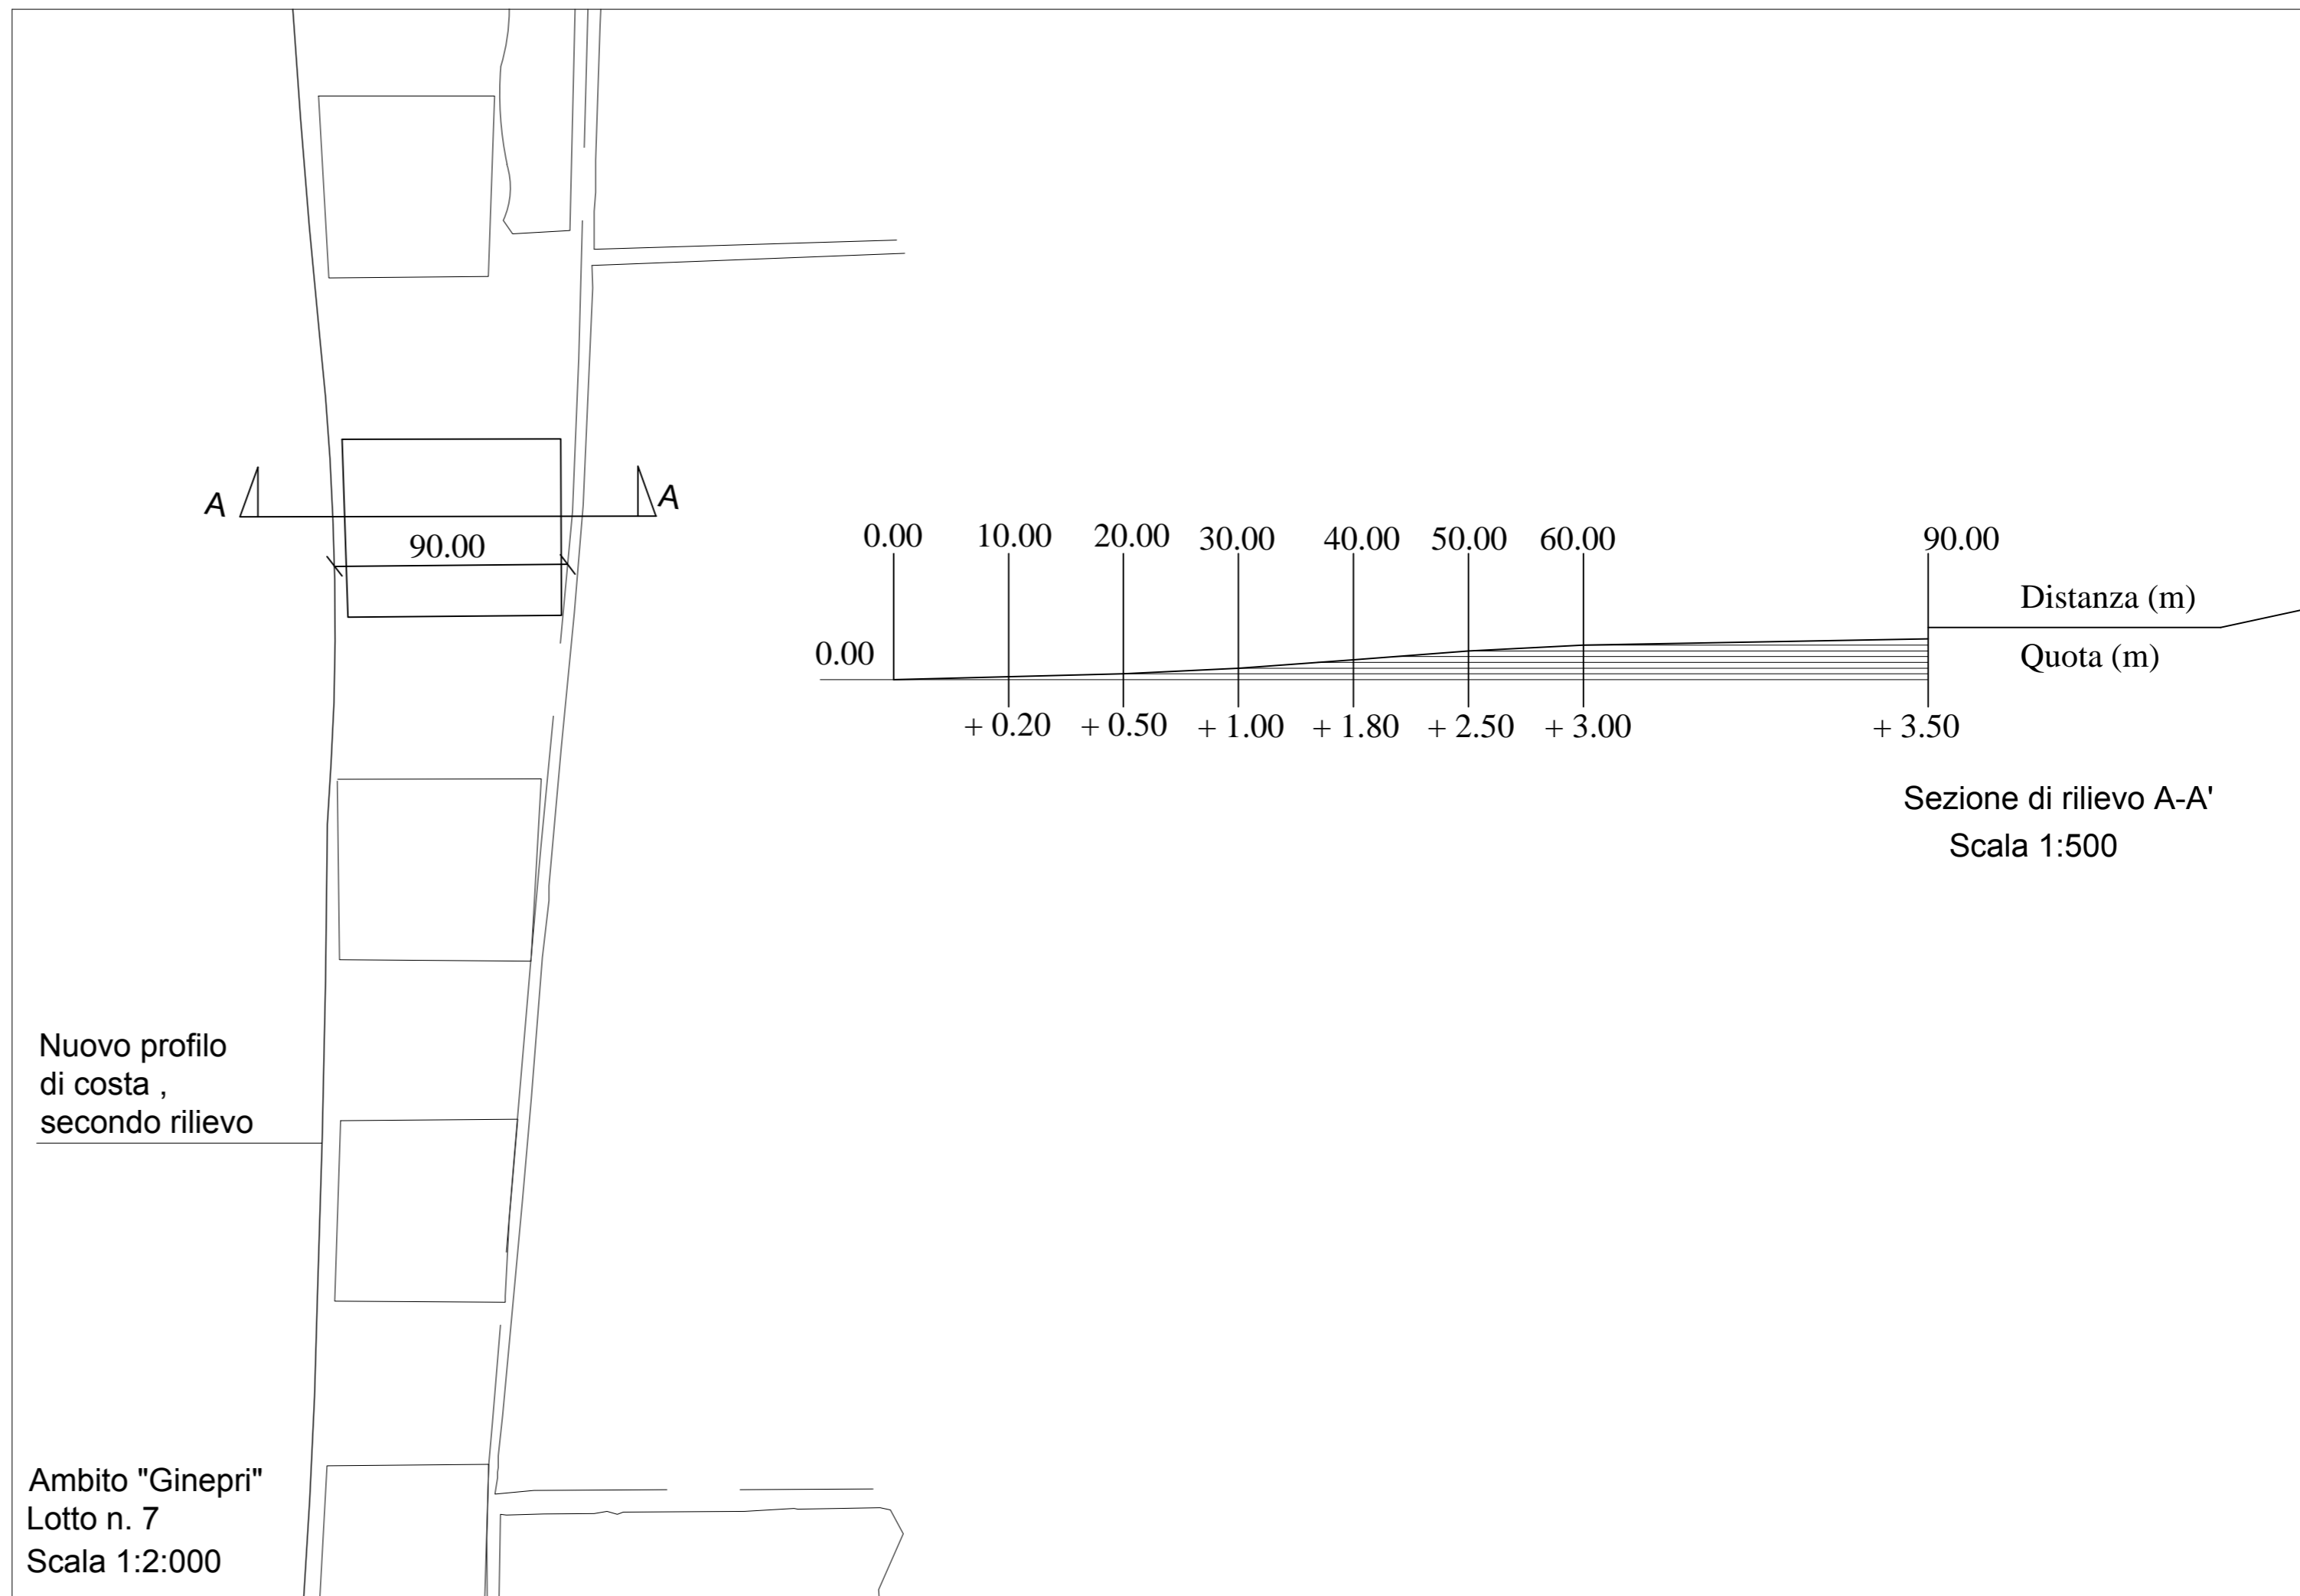 A
A
90.00
0.00 10.00 20.00 30.00 40.00 50.00 60.00 90.00
Distanza (m)
0.00
Quota (m)
+ 0.20 + 0.50 + 1.00 + 1.80 + 2.50 + 3.00 + 3.50
Sezione di rilievo A-A'
Scala 1:500
Nuovo profilo
di costa ,
secondo rilievo
Ambito "Ginepri"
Lotto n. 7
Scala 1:2:000